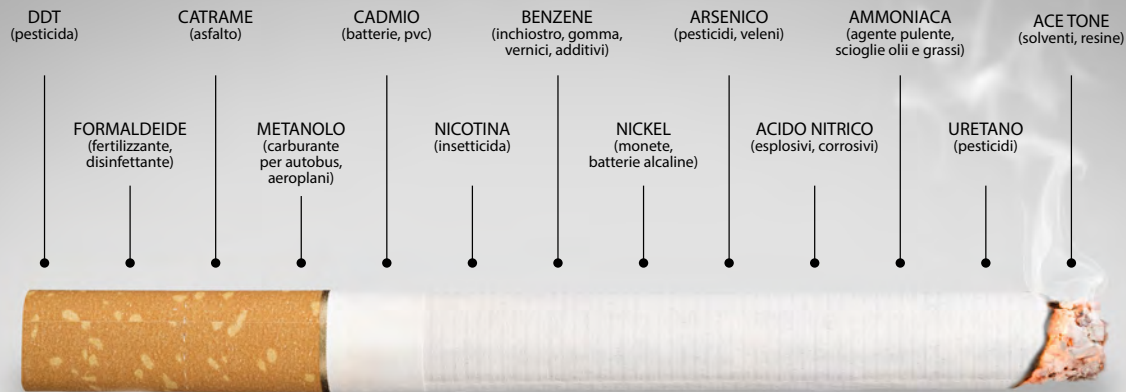 DDT
(pesticida)
CATRAME
(asfalto)
CADMIO
(batterie, pvc)
BENZENE
(inchiostro, gomma,
vernici, additivi)
ARSENICO
(pesticidi, veleni)
AMMONIACA
(agente pulente,
scioglie olii e grassi)
ACE TONE
(solventi, resine)
FORMALDEIDE
(fertilizzante,
disinfettante)
METANOLO
(carburante
per autobus,
aeroplani)
NICOTINA
(insetticida)
NICKEL
(monete,
batterie alcaline)
ACIDO NITRICO
(esplosivi, corrosivi)
URETANO
(pesticidi)